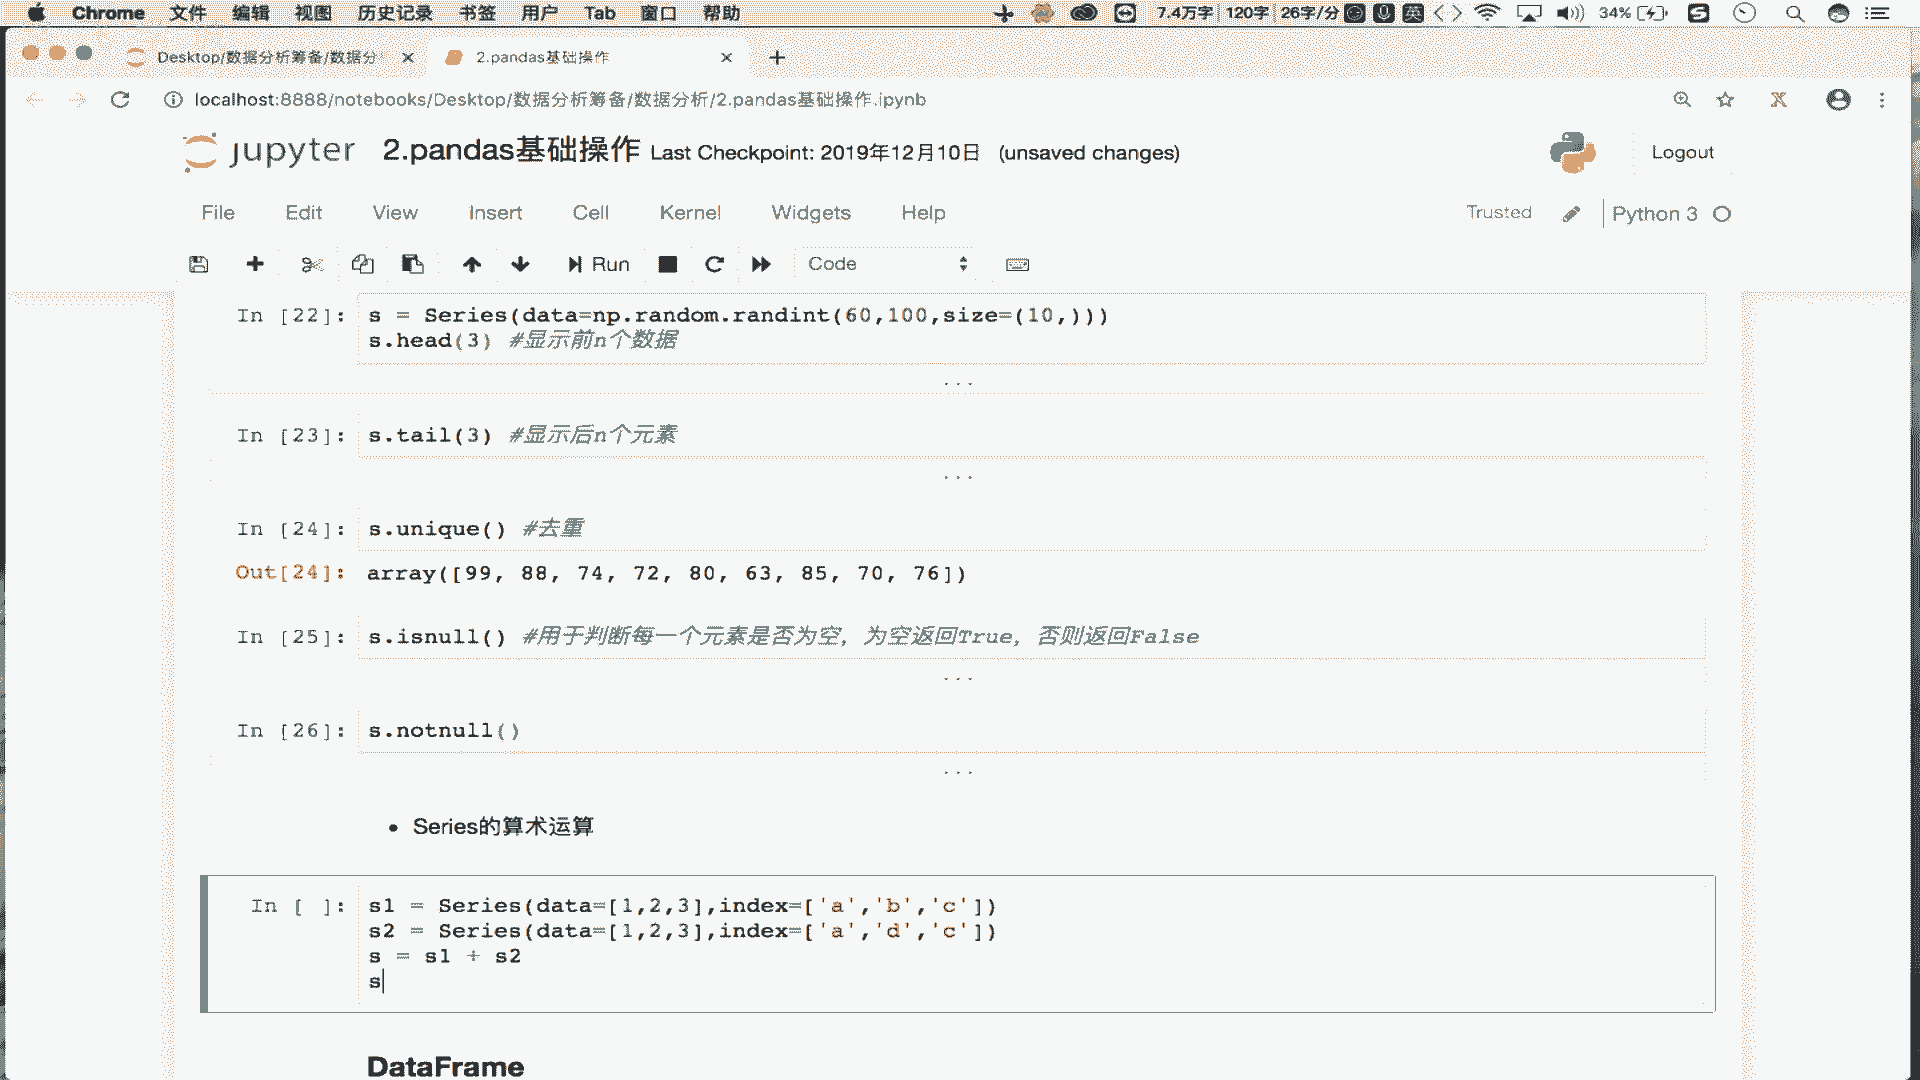 Chrome 文件 编辑 视图 历史记录 书签 用户 Tab 窗口 帮助 7.4万字 120字 26字/分 英 34%
Desktop/数据分析筹备/数据分 2.pandas基础操作
localhost:8888/notebooks/Desktop/数据分析筹备/数据分析/2.pandas基础操作.ipynb
jupyter 2.pandas基础操作 Last Checkpoint: 2019年12月10日 (unsaved changes) Logout
File Edit View Insert Cell Kernel Widgets Help Trusted Python 3
Run Code
In [22]: s = Series(data=np.random.randint(60,100,size=(10,)))
s.head(3) #显示前n个数据
...
In [23]: s.tail(3) #显示后n个元素
...
In [24]: s.unique() #去重
Out[24]: array([99, 88, 74, 72, 80, 63, 85, 70, 76])
In [25]: s.isnull() #用于判断每一个元素是否为空，为空返回True，否则返回False
...
In [26]: s.notnull()
...
• Series的算术运算
In [ ]: s1 = Series(data=[1,2,3],index=['a','b','c'])
s2 = Series(data=[1,2,3],index=['a','d','c'])
s = s1 + s2
s
DataFrame